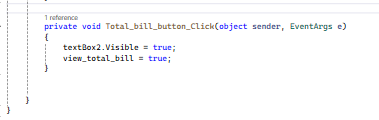 1 reference
private void Total_bill_button_Click(object sender, EventArgs e)
{
textBox2.Visible = true;
view_total_bill = true;
}
}
}